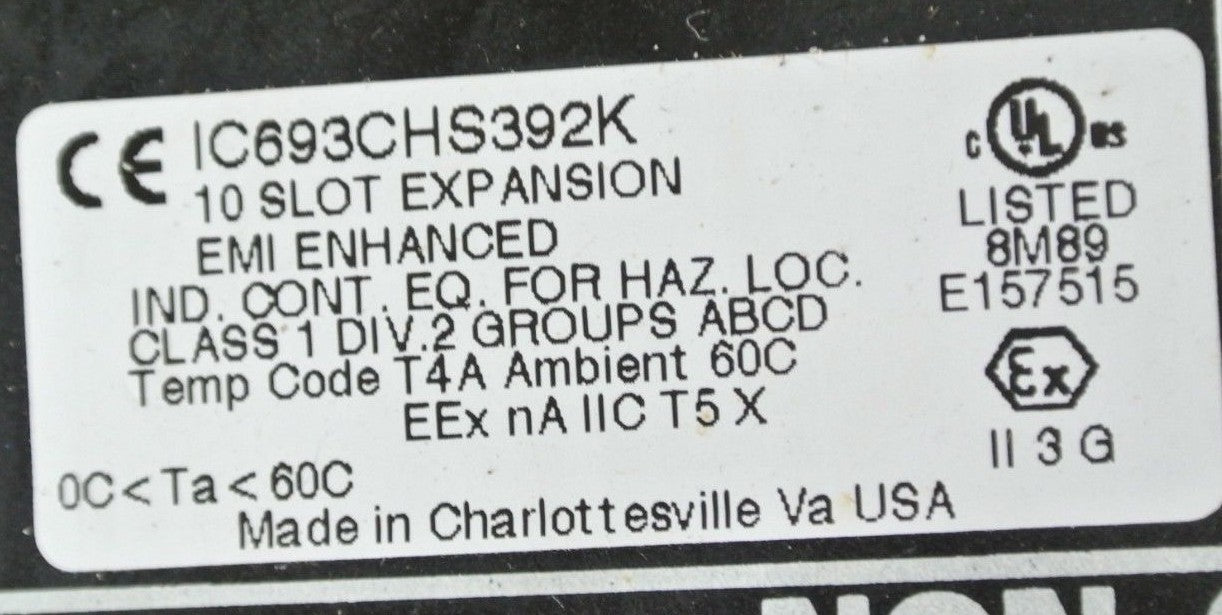 CE IC693CHS392K
10 SLOT EXPANSION
EMI ENHANCED
IND. CONT. EQ. FOR HAZ. LOC.
CLASS 1 DIV.2 GROUPS ABCD
Temp Code T4A Ambient 60C
EEx nA IIC T5 X
0C < Ta < 60C
Made in Charlottesville Va USA
C UL US
LISTED
8M89
E157515
Ex
II 3 G
NON